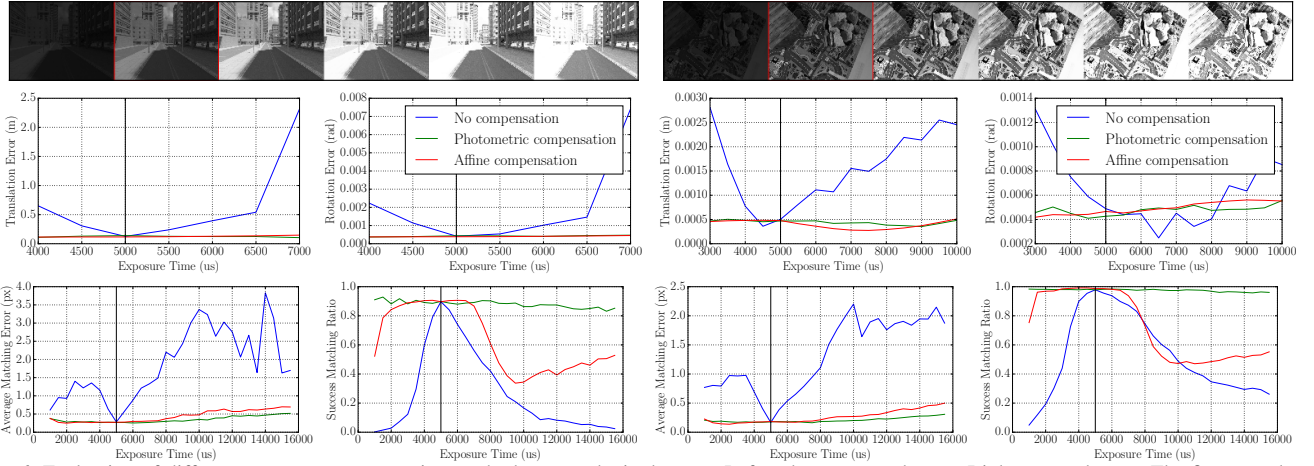 2.5
2.0
1.5
1.0
0.5
0.0
4000 4500 5000 5500 6000 6500 7000
Exposure Time (us)
Translation Error (m)
0.008
0.007
0.006
0.005
0.004
0.003
0.002
0.001
0.000
4000 4500 5000 5500 6000 6500 7000
Exposure Time (us)
Rotation Error (rad)
No compensation
Photometric compensation
Affine compensation
0.0030
0.0025
0.0020
0.0015
0.0010
0.0005
0.0000
3000 4000 5000 6000 7000 8000 9000 10000
Exposure Time (us)
Translation Error (m)
0.0014
0.0012
0.0010
0.0008
0.0006
0.0004
0.0002
3000 4000 5000 6000 7000 8000 9000 10000
Exposure Time (us)
Rotation Error (rad)
No compensation
Photometric compensation
Affine compensation
4.0
3.5
3.0
2.5
2.0
1.5
1.0
0.5
0.0
0 2000 4000 6000 8000 10000 12000 14000 16000
Exposure Time (us)
Average Matching Error (px)
1.0
0.8
0.6
0.4
0.2
0.0
0 2000 4000 6000 8000 10000 12000 14000 16000
Exposure Time (us)
Success Matching Ratio
2.5
2.0
1.5
1.0
0.5
0.0
0 2000 4000 6000 8000 10000 12000 14000 16000
Exposure Time (us)
Average Matching Error (px)
1.0
0.8
0.6
0.4
0.2
0.0
0 2000 4000 6000 8000 10000 12000 14000 16000
Exposure Time (us)
Success Matching Ratio